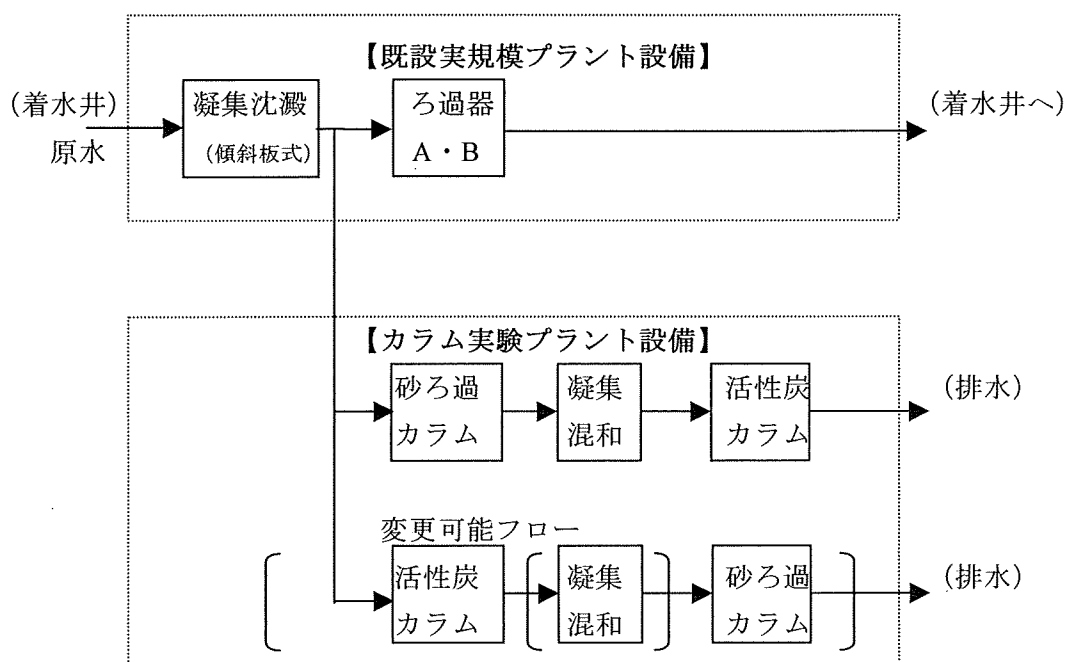 【既設実規模プラント設備】
(着水井)
原水
凝集沈澱
(傾斜板式)
ろ過器
A・B
(着水井へ)
【カラム実験プラント設備】
砂ろ過
カラム
凝集
混和
活性炭
カラム
(排水)
変更可能フロー
活性炭
カラム
凝集
混和
砂ろ過
カラム
(排水)